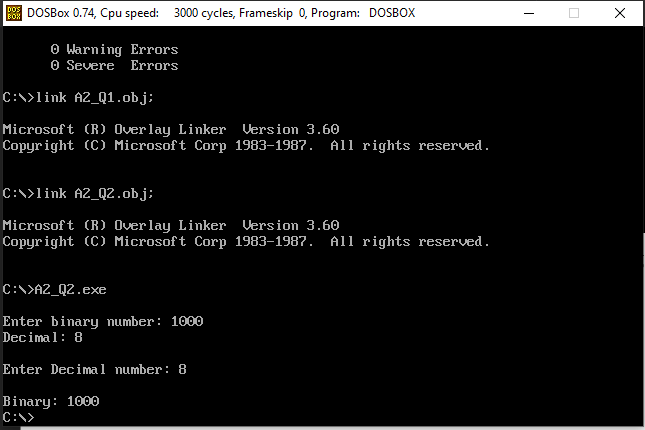 DOSBox 0.74, Cpu speed: 3000 cycles, Frameskip 0, Program: DOSBOX
0 Warning Errors
0 Severe Errors
C:\>link A2_Q1.obj;
Microsoft (R) Overlay Linker Version 3.60
Copyright (C) Microsoft Corp 1983-1987. All rights reserved.
C:\>link A2_Q2.obj;
Microsoft (R) Overlay Linker Version 3.60
Copyright (C) Microsoft Corp 1983-1987. All rights reserved.
C:\>A2_Q2.exe
Enter binary number: 1000
Decimal: 8
Enter Decimal number: 8
Binary: 1000
C:\>